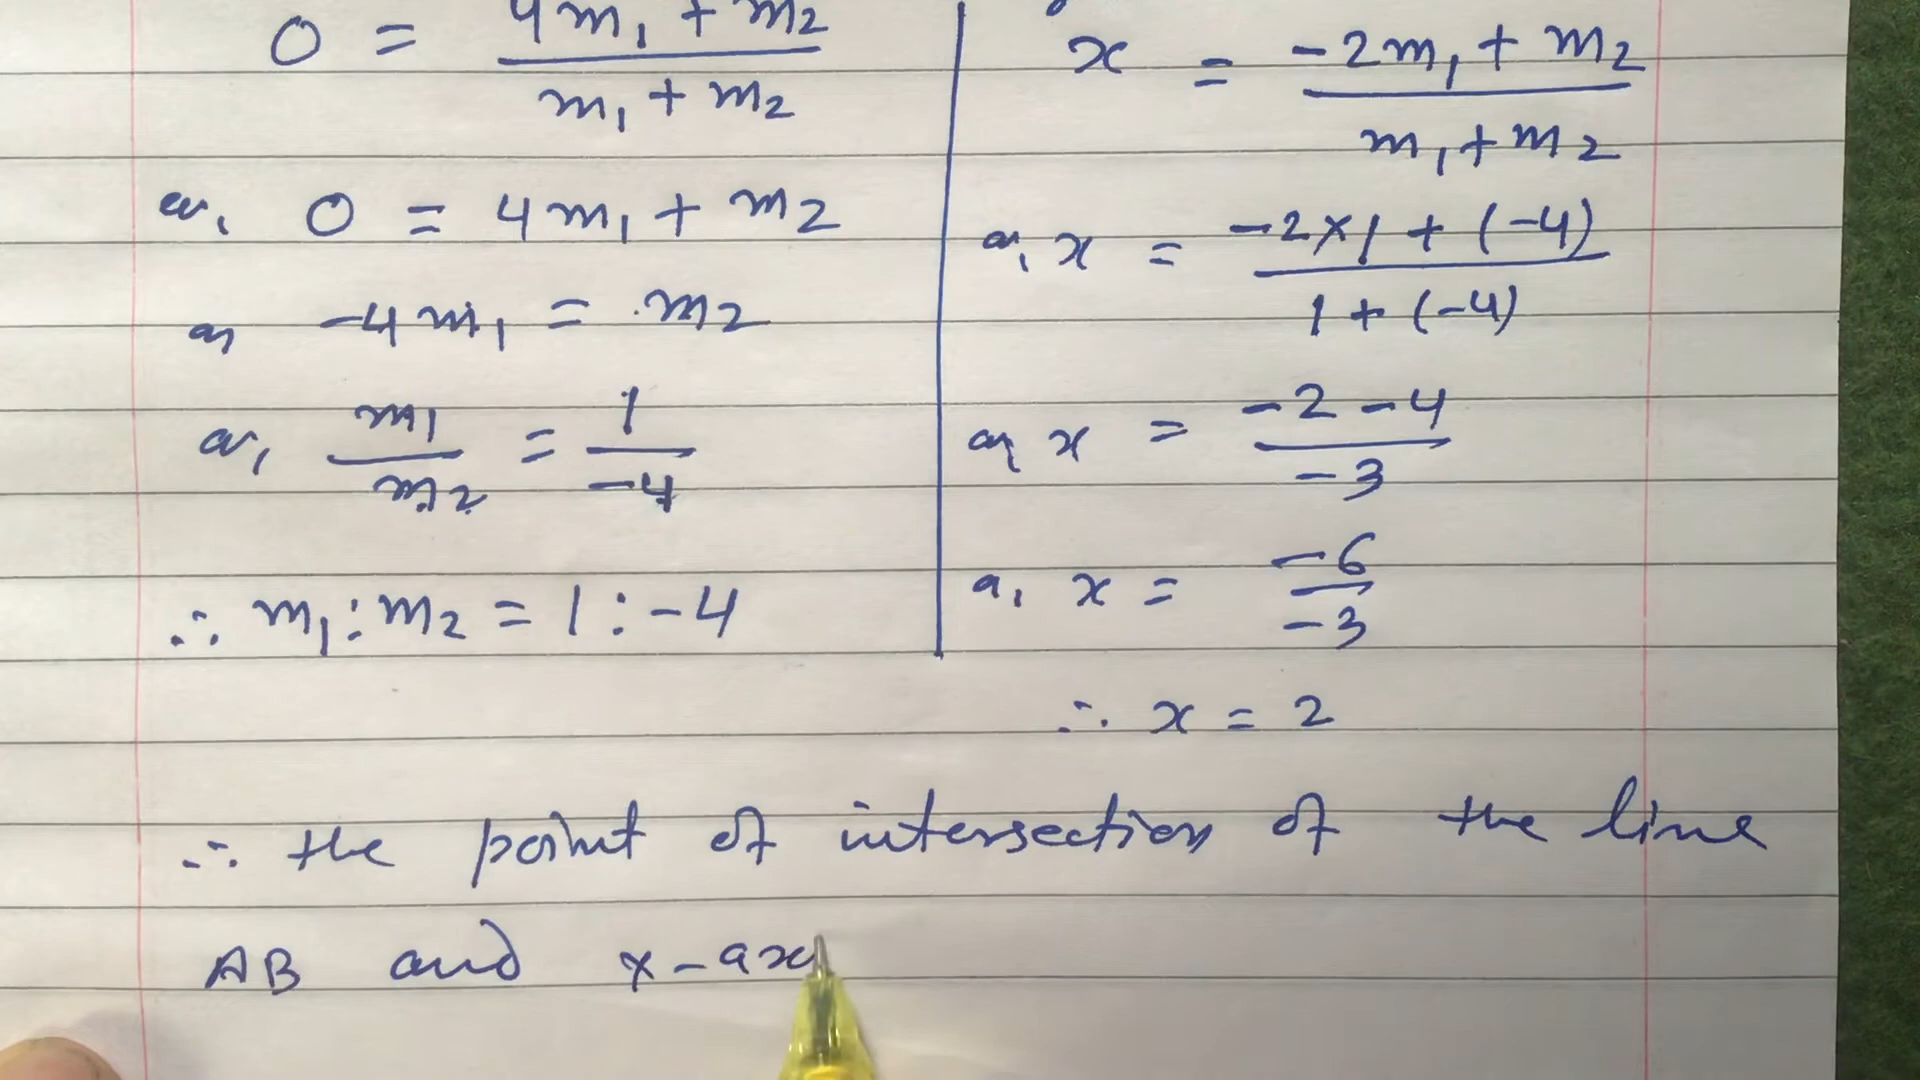 0 = 4m1 + m2 / m1 + m2
or, 0 = 4m1 + m2
or -4m1 = m2
or, m1 / m2 = 1 / -4
∴ m1 : m2 = 1 : -4
x = -2m1 + m2 / m1 + m2
or, x = -2×1 + (-4) / 1 + (-4)
or, x = -2 -4 / -3
or, x = -6 / -3
∴ x = 2
∴ the point of intersection of the line
AB and x-ax